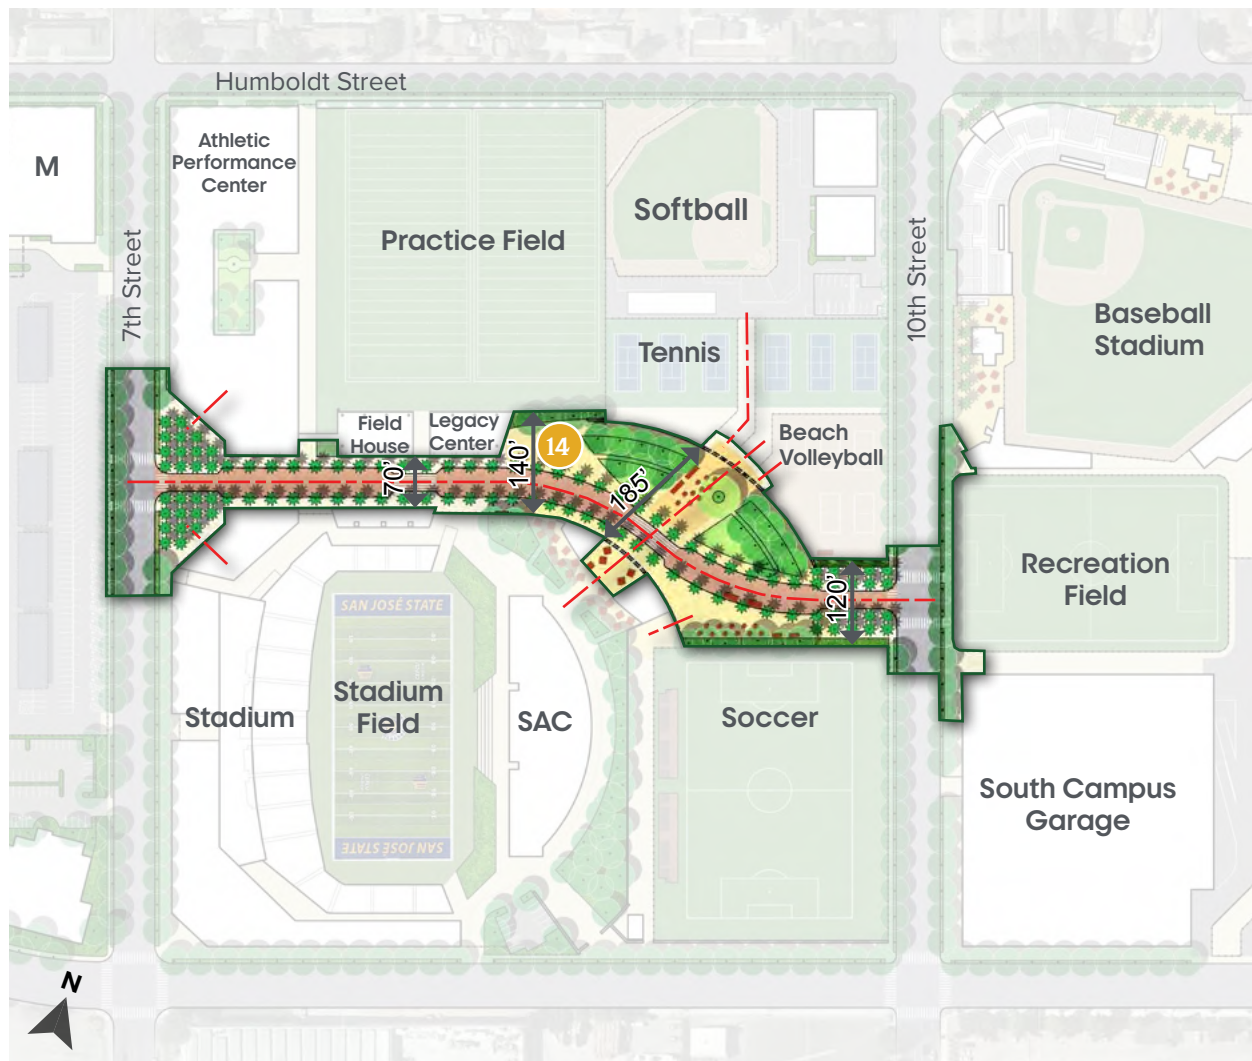 Humboldt Street
Athletic
Performance
Center
M
Softball
Practice Field
7th Street
10th Street
Baseball
Stadium
Tennis
Field
House
Legacy
Center
14
Beach
Volleyball
70'
140'
185'
120'
Recreation
Field
SAN JOSÉ STATE
Stadium
Stadium
Field
SAC
Soccer
South Campus
Garage
SAN JOSÉ STATE
N